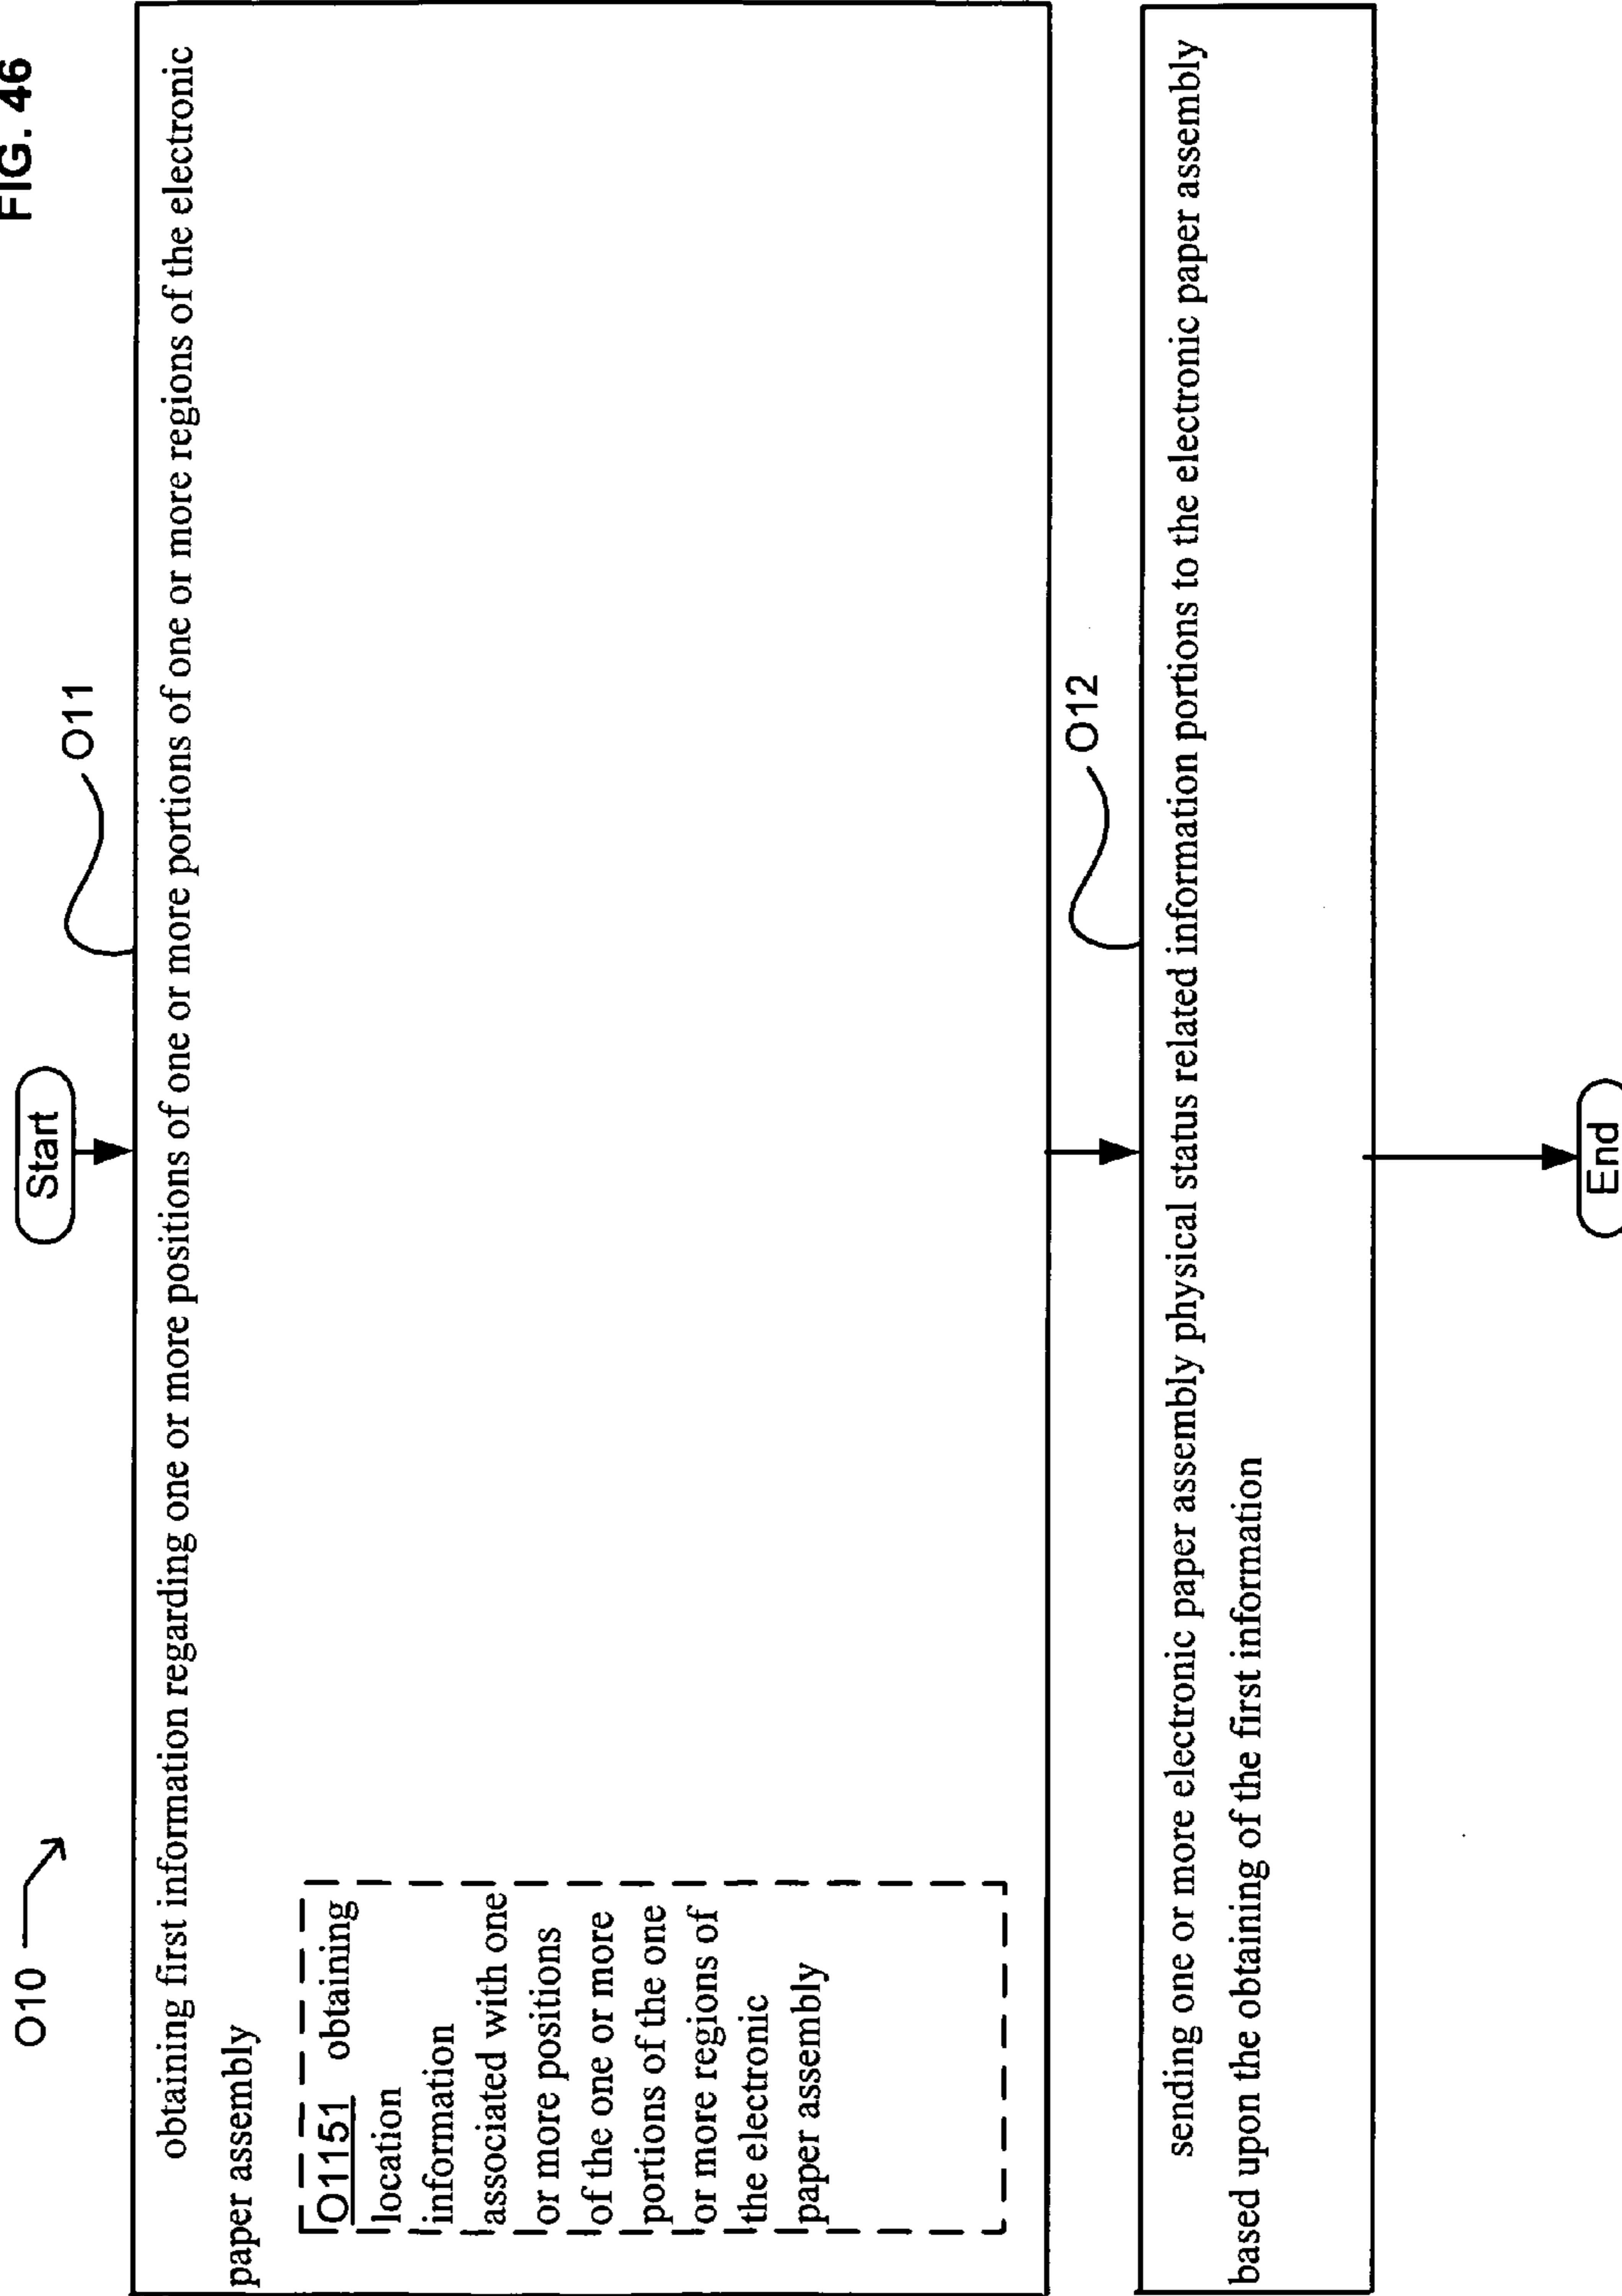 FIG. 46
O10
Start
O11
obtaining first information regarding one or more positions of one or more portions of one or more regions of the electronic
paper assembly
O1151 obtaining
location
information
associated with one
or more positions
of the one or more
portions of the one
or more regions of
the electronic
paper assembly
O12
sending one or more electronic paper assembly physical status related information portions to the electronic paper assembly
based upon the obtaining of the first information
End